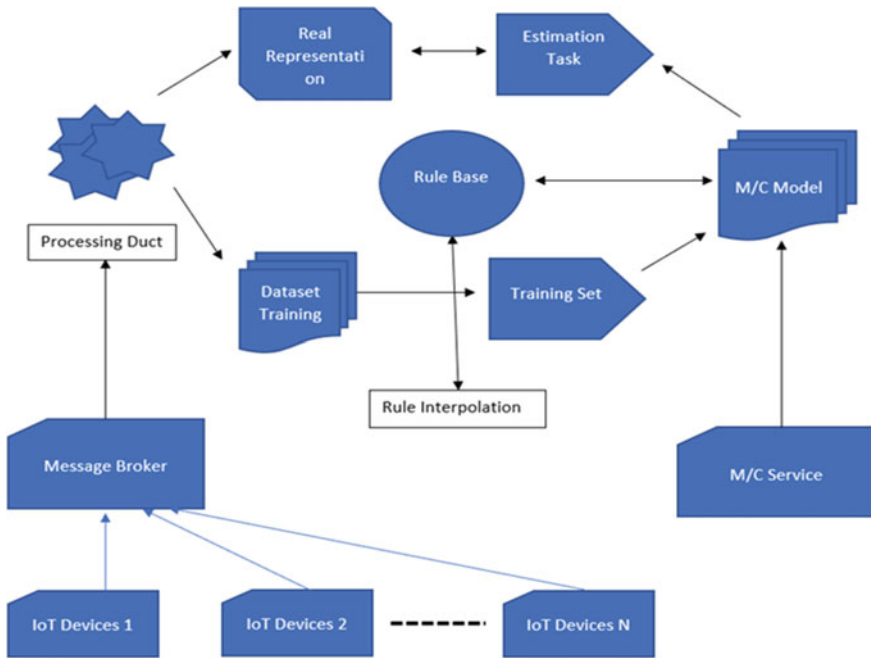 Real
Representati
on
Estimation
Task
Rule Base
M/C Model
Processing Duct
Dataset
Training
Training Set
Rule Interpolation
Message Broker
M/C Service
IoT Devices 1
IoT Devices 2
IoT Devices N